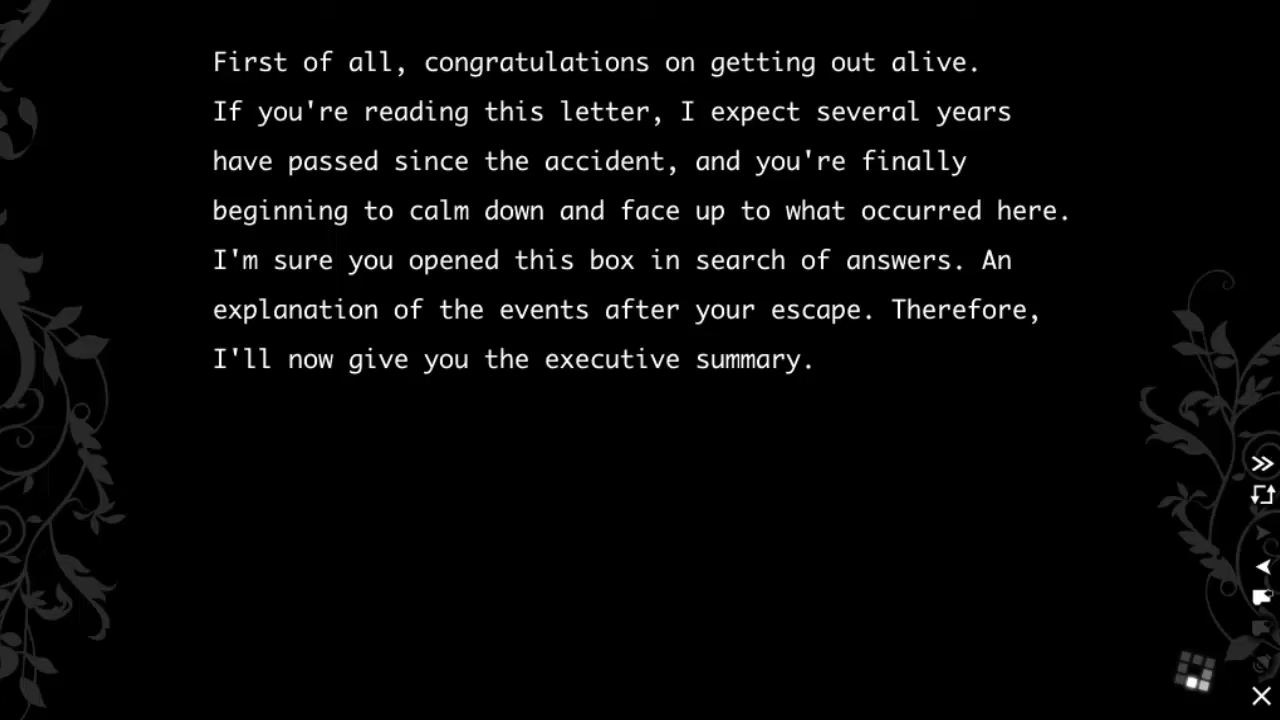 First of all, congratulations on getting out alive.
If you're reading this letter, I expect several years
have passed since the accident, and you're finally
beginning to calm down and face up to what occurred here.
I'm sure you opened this box in search of answers. An
explanation of the events after your escape. Therefore,
I'll now give you the executive summary.